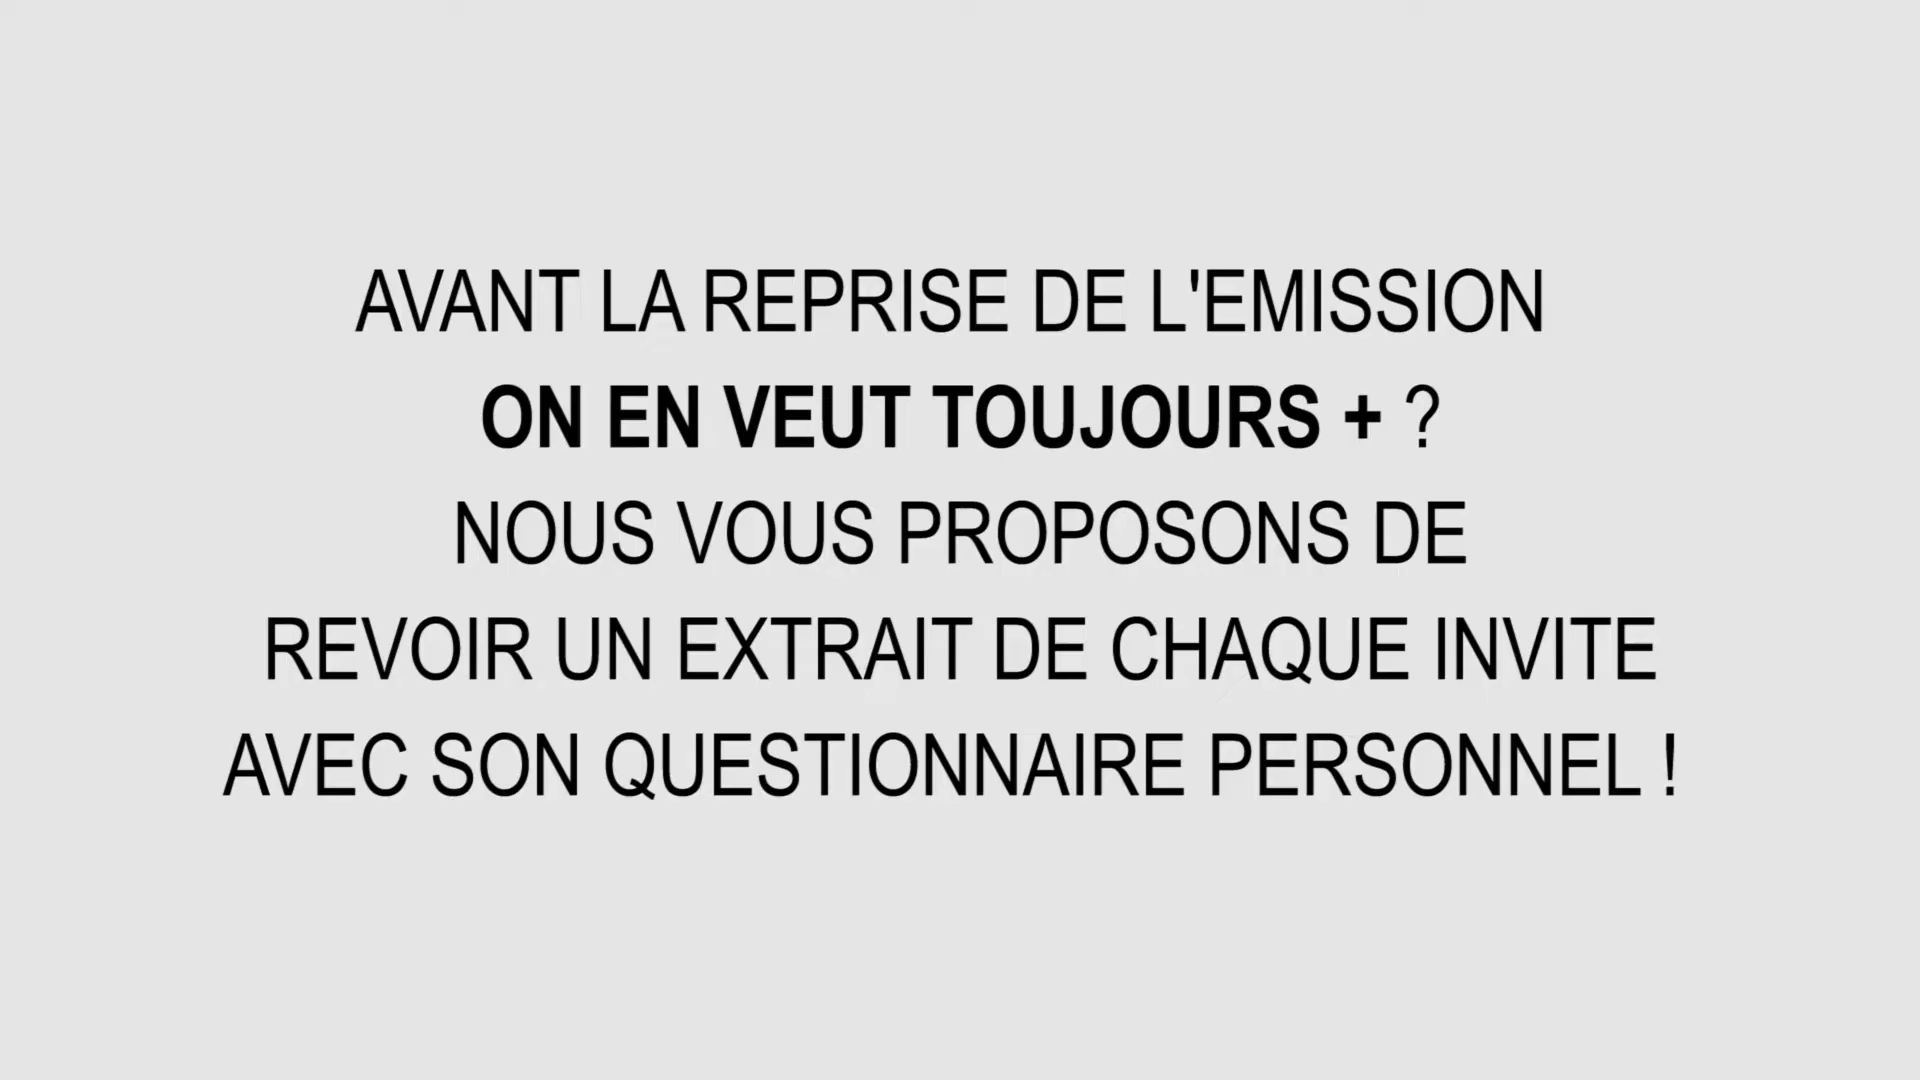 AVANT LA REPRISE DE L'EMISSION
ON EN VEUT TOUJOURS + ?
NOUS VOUS PROPOSONS DE
REVOIR UN EXTRAIT DE CHAQUE INVITE
AVEC SON QUESTIONNAIRE PERSONNEL !